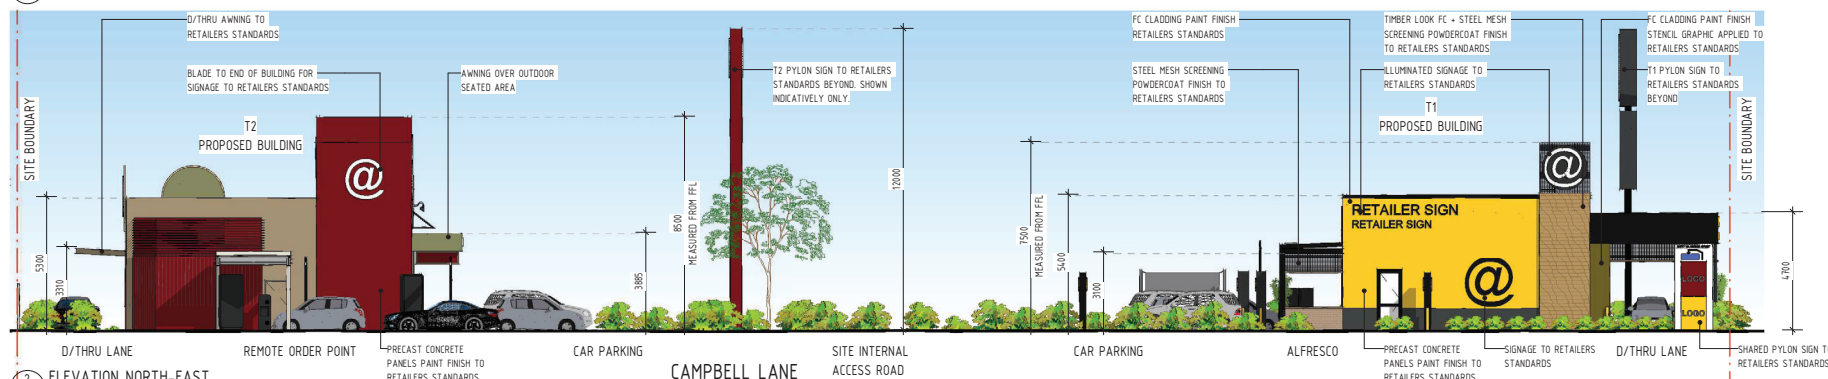 D/THRU AWNING TO
RETAILERS STANDARDS
BLADE TO END OF BUILDING FOR
SIGNAGE TO RETAILERS STANDARDS
AWNING OVER OUTDOOR
SEATED AREA
T2 PYLON SIGN TO RETAILERS
STANDARDS BEYOND. SHOWN
INDICATIVELY ONLY.
FC CLADDING PAINT FINISH
RETAILERS STANDARDS
STEEL MESH SCREENING
POWDERCOAT FINISH TO
RETAILERS STANDARDS
TIMBER LOOK FC + STEEL MESH
SCREENING POWDERCOAT FINISH
TO RETAILERS STANDARDS
ILLUMINATED SIGNAGE TO
RETAILERS STANDARDS
FC CLADDING PAINT FINISH
STENCIL GRAPHIC APPLIED TO
RETAILERS STANDARDS
T1 PYLON SIGN TO
RETAILERS STANDARDS
BEYOND
SITE BOUNDARY
T2
PROPOSED BUILDING
T1
PROPOSED BUILDING
SITE BOUNDARY
@
@
@
RETAILER SIGN
RETAILER SIGN
LOGO
LOGO
5300
3310
3885
8500
MEASURED FROM FFL
12000
7500
MEASURED FROM FFL
5400
3100
4700
D/THRU LANE
REMOTE ORDER POINT
PRECAST CONCRETE
PANELS PAINT FINISH TO
RETAILERS STANDARDS
CAR PARKING
CAMPBELL LANE
SITE INTERNAL
ACCESS ROAD
CAR PARKING
ALFRESCO
PRECAST CONCRETE
PANELS PAINT FINISH TO
RETAILERS STANDARDS
SIGNAGE TO RETAILERS
STANDARDS
D/THRU LANE
SHARED PYLON SIGN TO
RETAILERS STANDARDS
2
ELEVATION NORTH-EAST